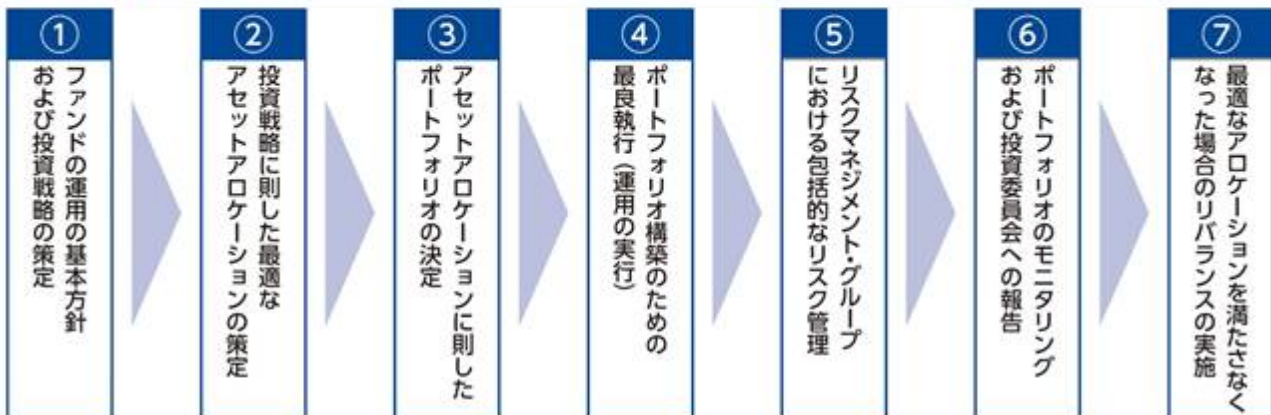 ①
ファンドの運用の基本方針
および投資戦略の策定
②
投資戦略に則した最適な
アセットアロケーションの策定
③
アセットアロケーションに則した
ポートフォリオの決定
④
ポートフォリオ構築のための
最良執行（運用の実行）
⑤
リスクマネジメント・グループ
における包括的なリスク管理
⑥
ポートフォリオのモニタリング
および投資委員会への報告
⑦
最適なアロケーションを満たさなく
なった場合のリバランスの実施